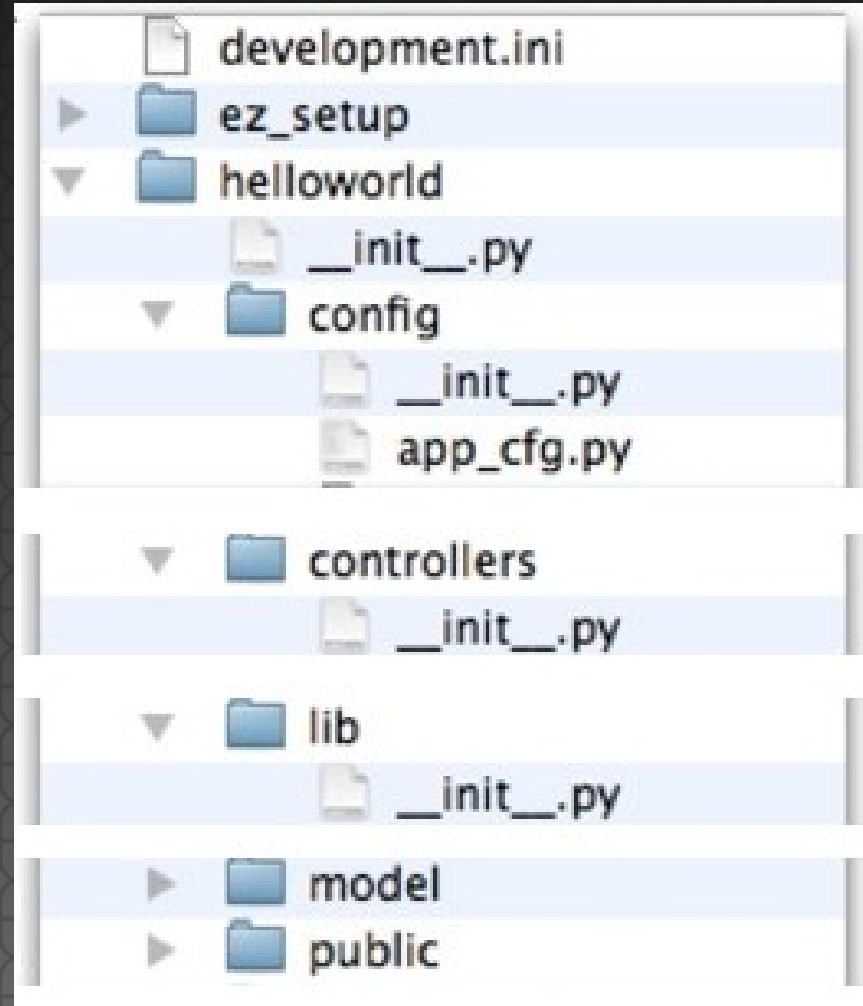 development.ini
ez_setup
helloworld
__init__.py
config
__init__.py
app_cfg.py
controllers
__init__.py
lib
__init__.py
model
public